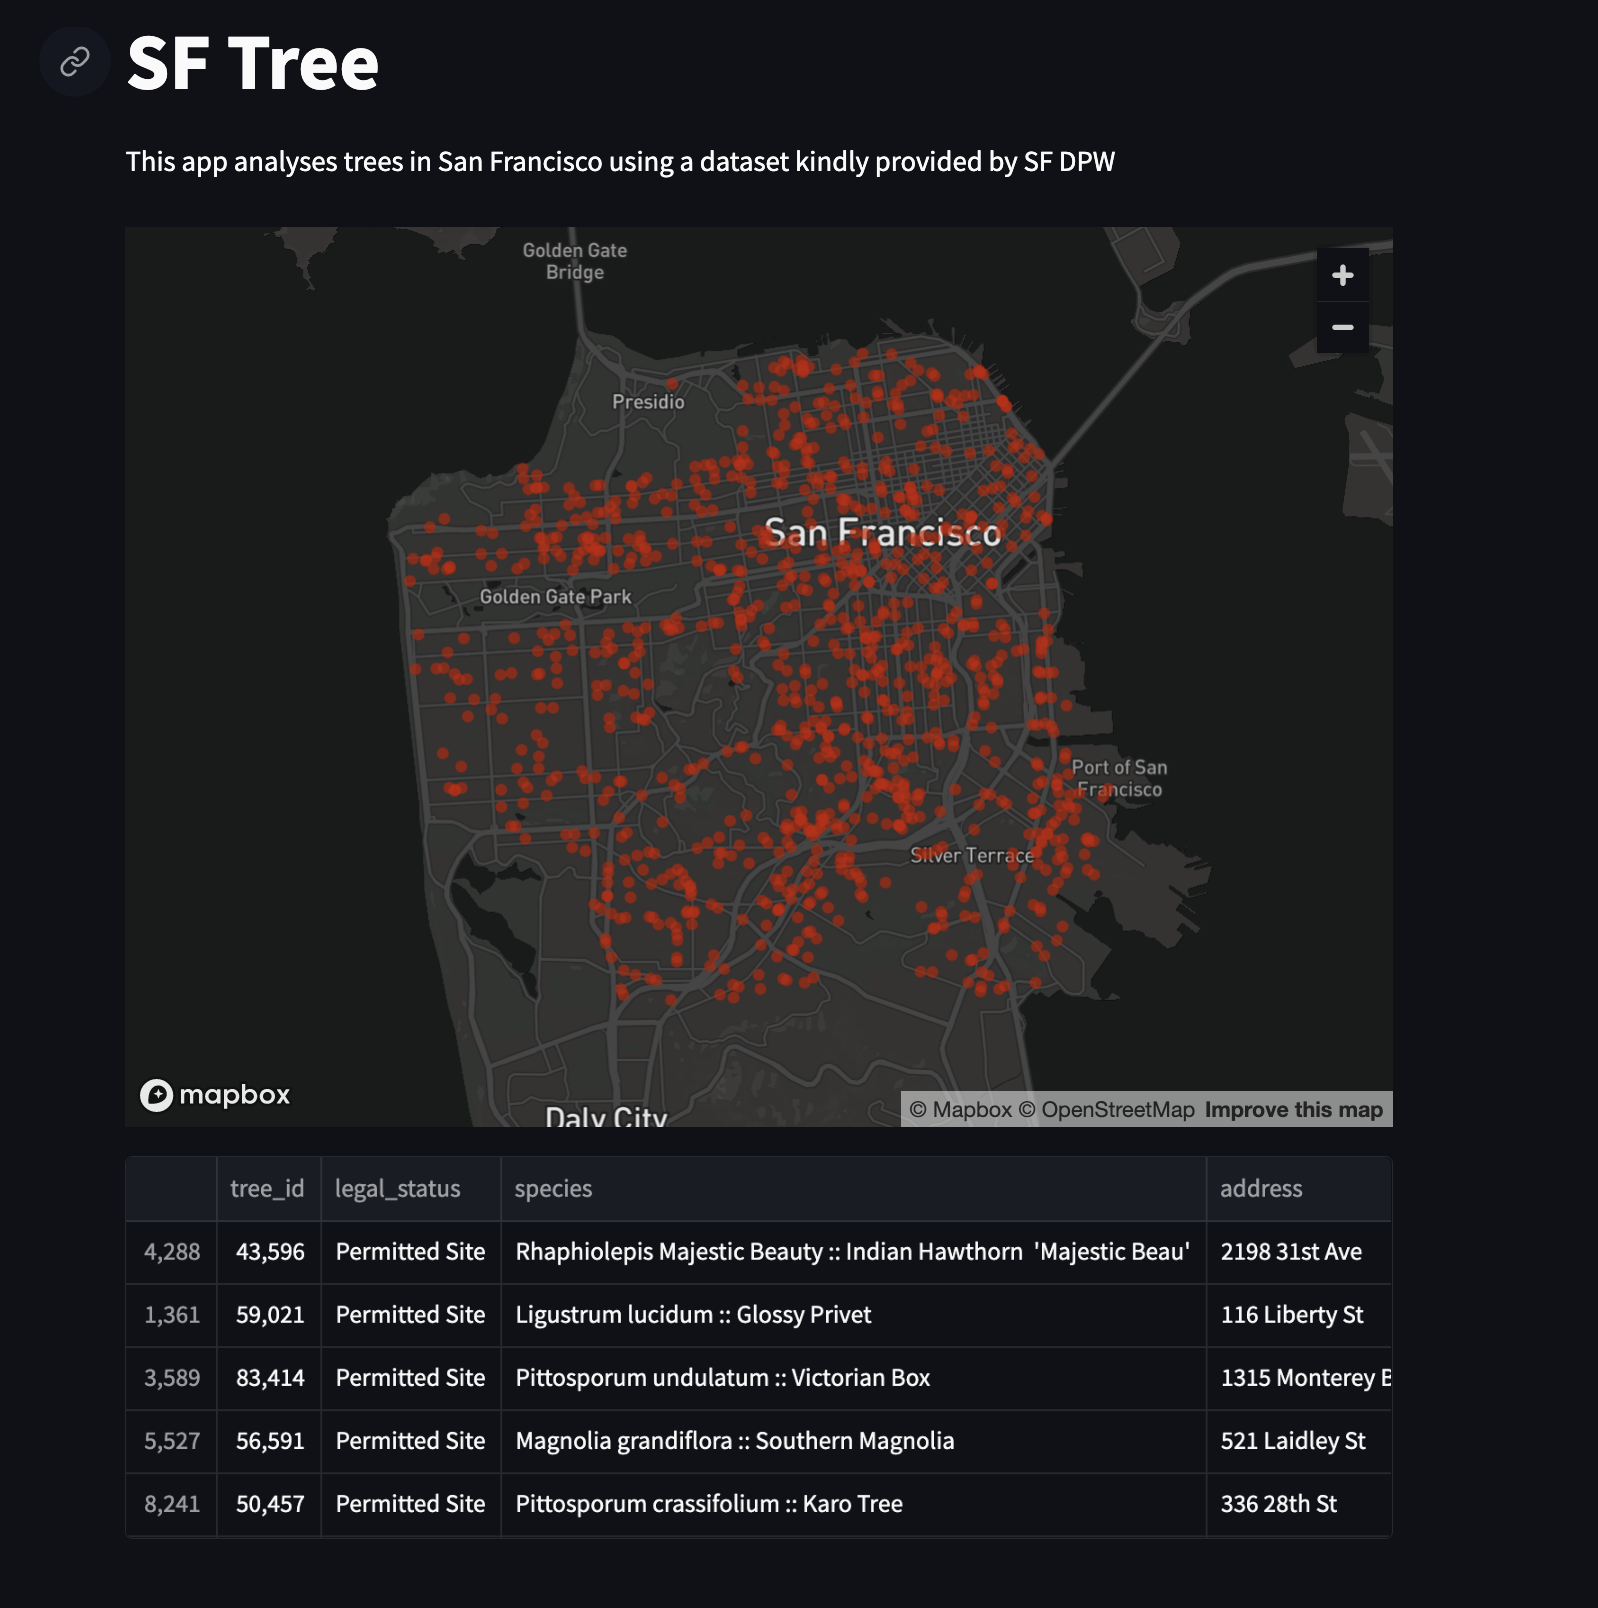 SF Tree
This app analyses trees in San Francisco using a dataset kindly provided by SF DPW
Golden Gate
Bridge
Presidio
San Francisco
Golden Gate Park
Port of San
Francisco
Silver Terrace
Daly City
mapbox
© Mapbox © OpenStreetMap Improve this map
tree_id legal_status species address
4,288 43,596 Permitted Site Rhaphiolepis Majestic Beauty :: Indian Hawthorn 'Majestic Beau' 2198 31st Ave
1,361 59,021 Permitted Site Ligustrum lucidum :: Glossy Privet 116 Liberty St
3,589 83,414 Permitted Site Pittosporum undulatum :: Victorian Box 1315 Monterey B
5,527 56,591 Permitted Site Magnolia grandiflora :: Southern Magnolia 521 Laidley St
8,241 50,457 Permitted Site Pittosporum crassifolium :: Karo Tree 336 28th St